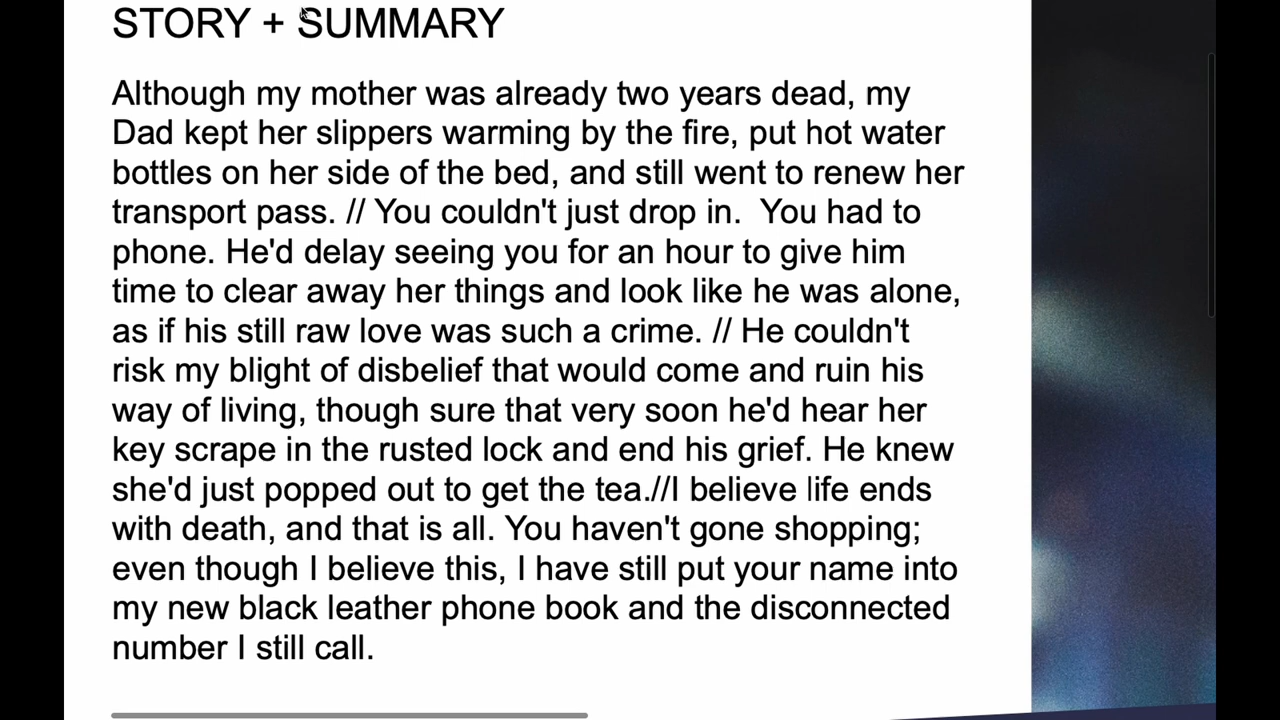 STORY + SUMMARY
Although my mother was already two years dead, my
Dad kept her slippers warming by the fire, put hot water
bottles on her side of the bed, and still went to renew her
transport pass. // You couldn't just drop in.  You had to
phone. He'd delay seeing you for an hour to give him
time to clear away her things and look like he was alone,
as if his still raw love was such a crime. // He couldn't
risk my blight of disbelief that would come and ruin his
way of living, though sure that very soon he'd hear her
key scrape in the rusted lock and end his grief. He knew
she'd just popped out to get the tea.//I believe life ends
with death, and that is all. You haven't gone shopping;
even though I believe this, I have still put your name into
my new black leather phone book and the disconnected
number I still call.